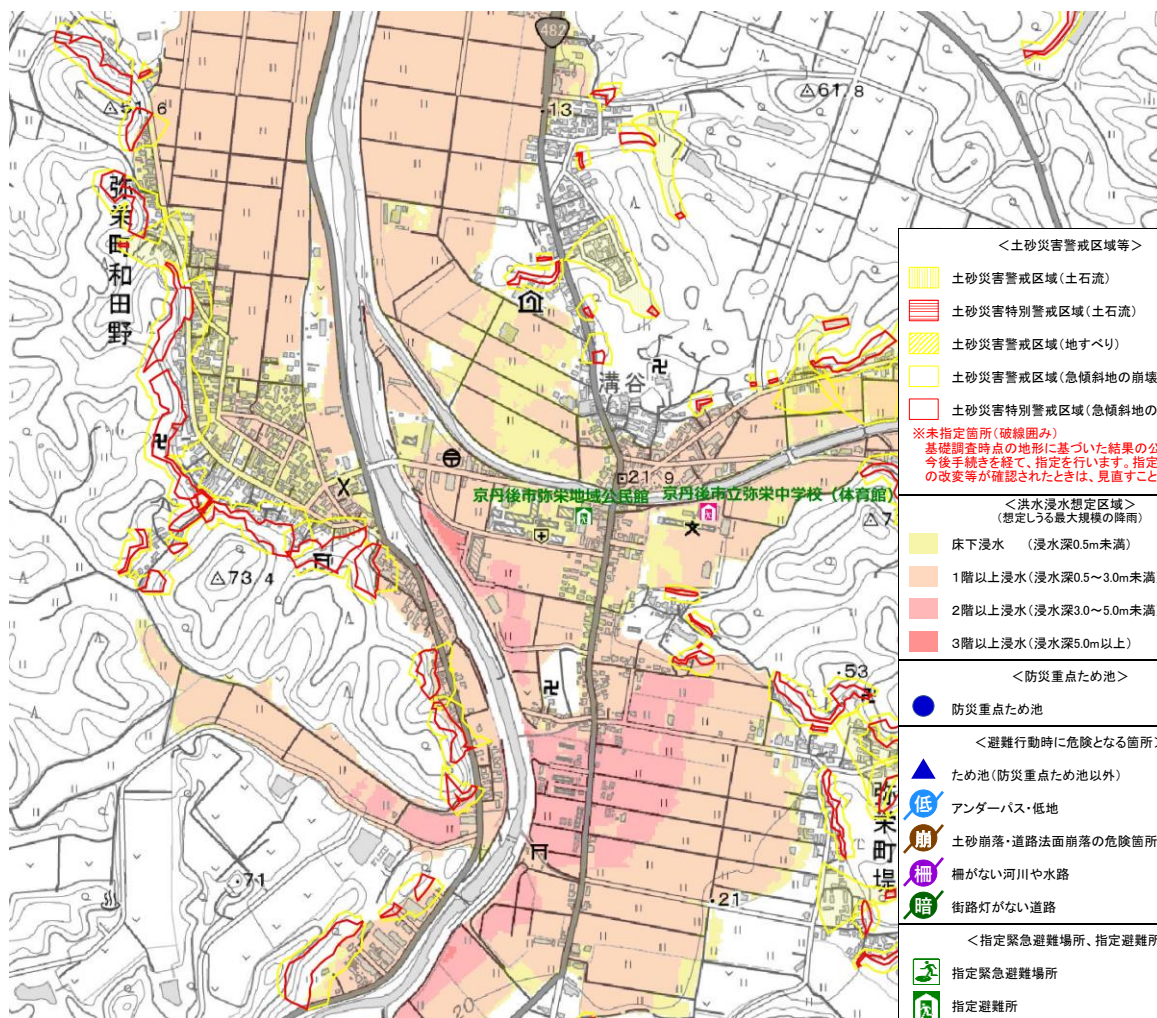 482
61.8
51.6
13
弥栄町和田野
溝谷
21.9
京丹後市弥栄地域公民館
京丹後市立弥栄中学校（体育館）
73.4
53
弥栄町堤
71
21
20
＜土砂災害警戒区域等＞
土砂災害警戒区域（土石流）
土砂災害特別警戒区域（土石流）
土砂災害警戒区域（地すべり）
土砂災害警戒区域（急傾斜地の崩壊
土砂災害特別警戒区域（急傾斜地の
※未指定箇所（破線囲み）
基礎調査時点の地形に基づいた結果の公
今後手続きを経て、指定を行います。指定
の改変等が確認されたときは、見直すこと
＜洪水浸水想定区域＞
（想定しうる最大規模の降雨）
床下浸水　（浸水深0.5m未満）
1階以上浸水（浸水深0.5～3.0m未満
2階以上浸水（浸水深3.0～5.0m未満
3階以上浸水（浸水深5.0m以上）
＜防災重点ため池＞
防災重点ため池
＜避難行動時に危険となる箇所＞
ため池（防災重点ため池以外）
低 アンダーパス・低地
崩 土砂崩落・道路法面崩落の危険箇所
柵 柵がない河川や水路
暗 街路灯がない道路
＜指定緊急避難場所、指定避難所
指定緊急避難場所
指定避難所